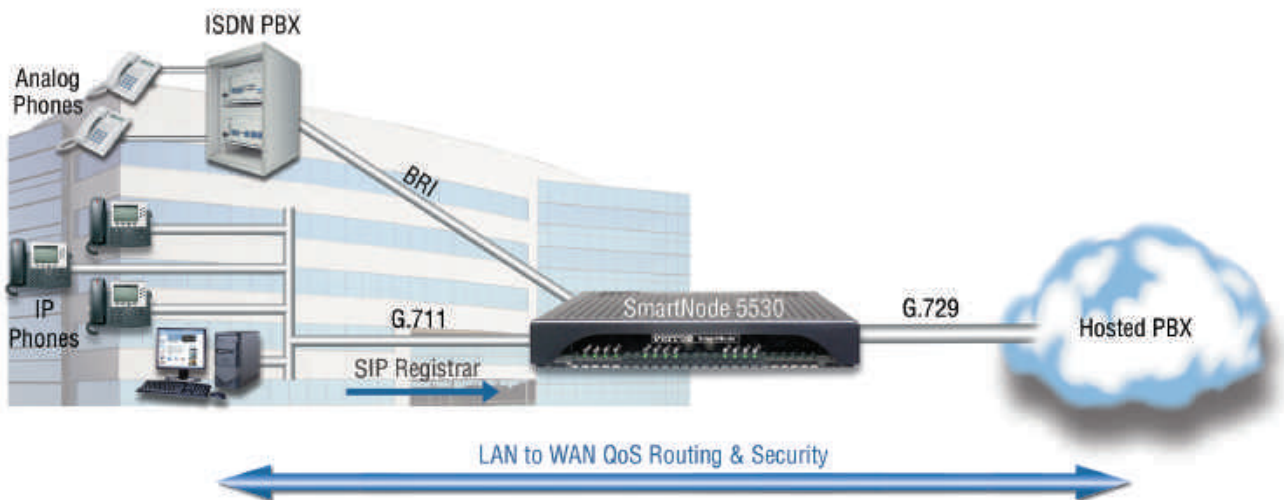 ISDN PBX
Analog
Phones
BRI
IP
Phones
G.711
SIP Registrar
SmartNode 5530
G.729
Hosted PBX
LAN to WAN QoS Routing & Security